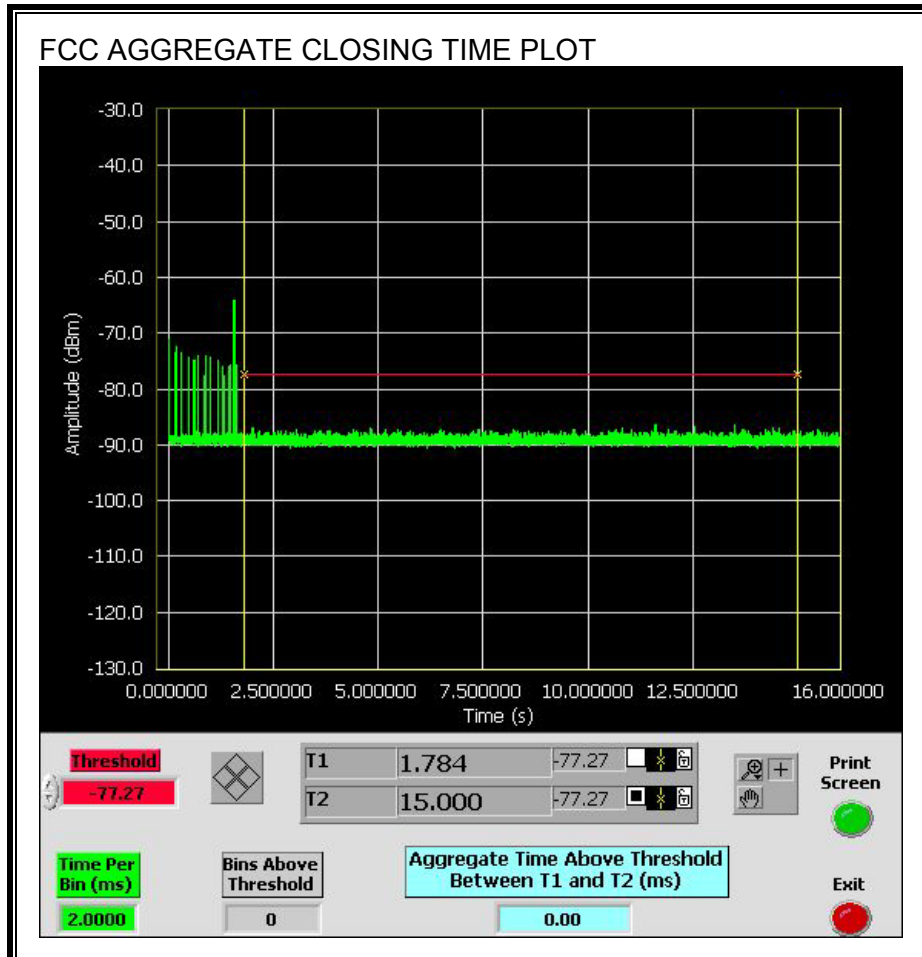 FCC AGGREGATE CLOSING TIME PLOT
-30.0
-40.0
-50.0
-60.0
-70.0
-80.0
-90.0
-100.0
-110.0
-120.0
-130.0
Amplitude (dBm)
0.000000 2.500000 5.000000 7.500000 10.000000 12.500000 16.000000
Time (s)
Threshold
-77.27
T1 1.784 -77.27
T2 15.000 -77.27
Print
Screen
Time Per
Bin (ms)
2.0000
Bins Above
Threshold
0
Aggregate Time Above Threshold
Between T1 and T2 (ms)
0.00
Exit